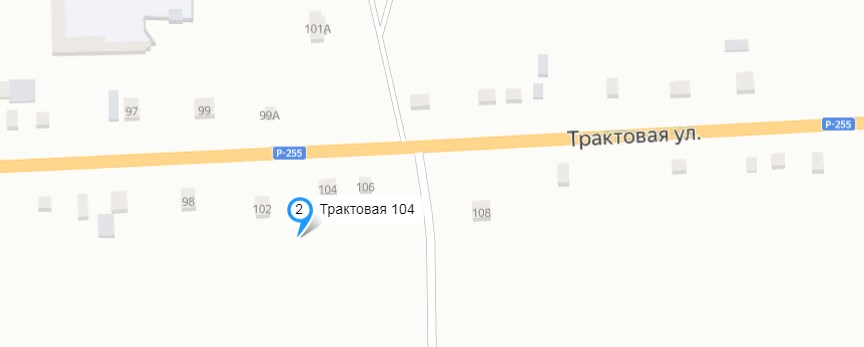 101А
97
99
99А
Р-255
Трактовая ул.
Р-255
104
106
98
102
2
Трактовая 104
108